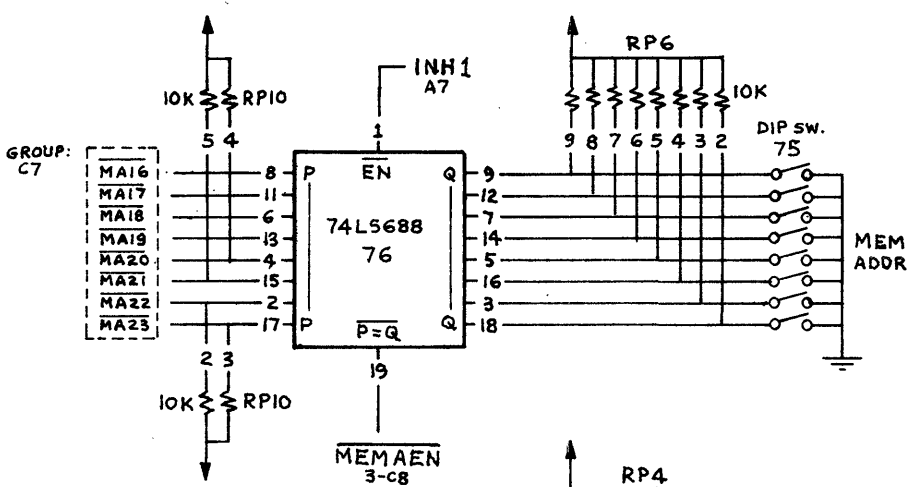 RP6
INH1
A7
10K RP10
10K
5 4
1
9 8 7 6 5 4 3 2
DIP SW.
75
GROUP:
C7
MA16 8 P EN Q 9
MA17 11 12
MA18 6 7
MA19 13 74LS688 14
MA20 4 76 5
MA21 15 16
MA22 2 3
MA23 17 P P=Q Q 18
MEM
ADDR
2 3
19
10K RP10
MEMAEN
3-C8
RP4